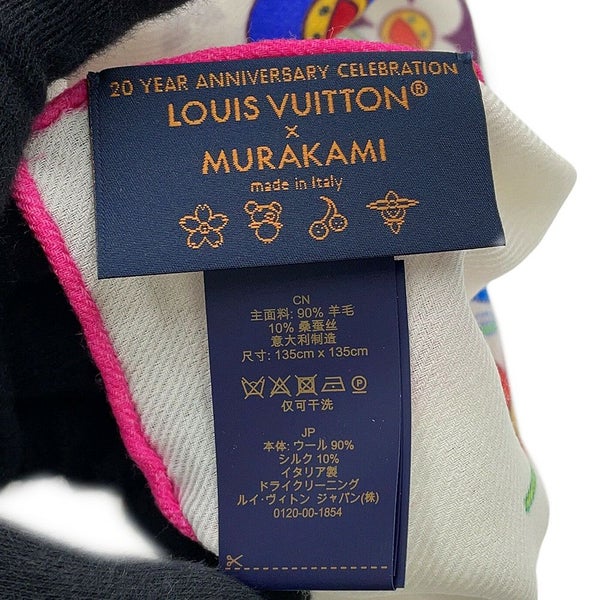 20 YEAR ANNIVERSARY CELEBRATION
LOUIS VUITTON®
×
MURAKAMI
made in Italy
CN
主面料: 90% 羊毛
10% 桑蚕丝
意大利制造
尺寸: 135cm x 135cm
P
仅可干洗
JP
本体: ウール 90%
シルク 10%
イタリア製
ドライクリーニング
ルイ・ヴィトン ジャパン(株)
0120-00-1854